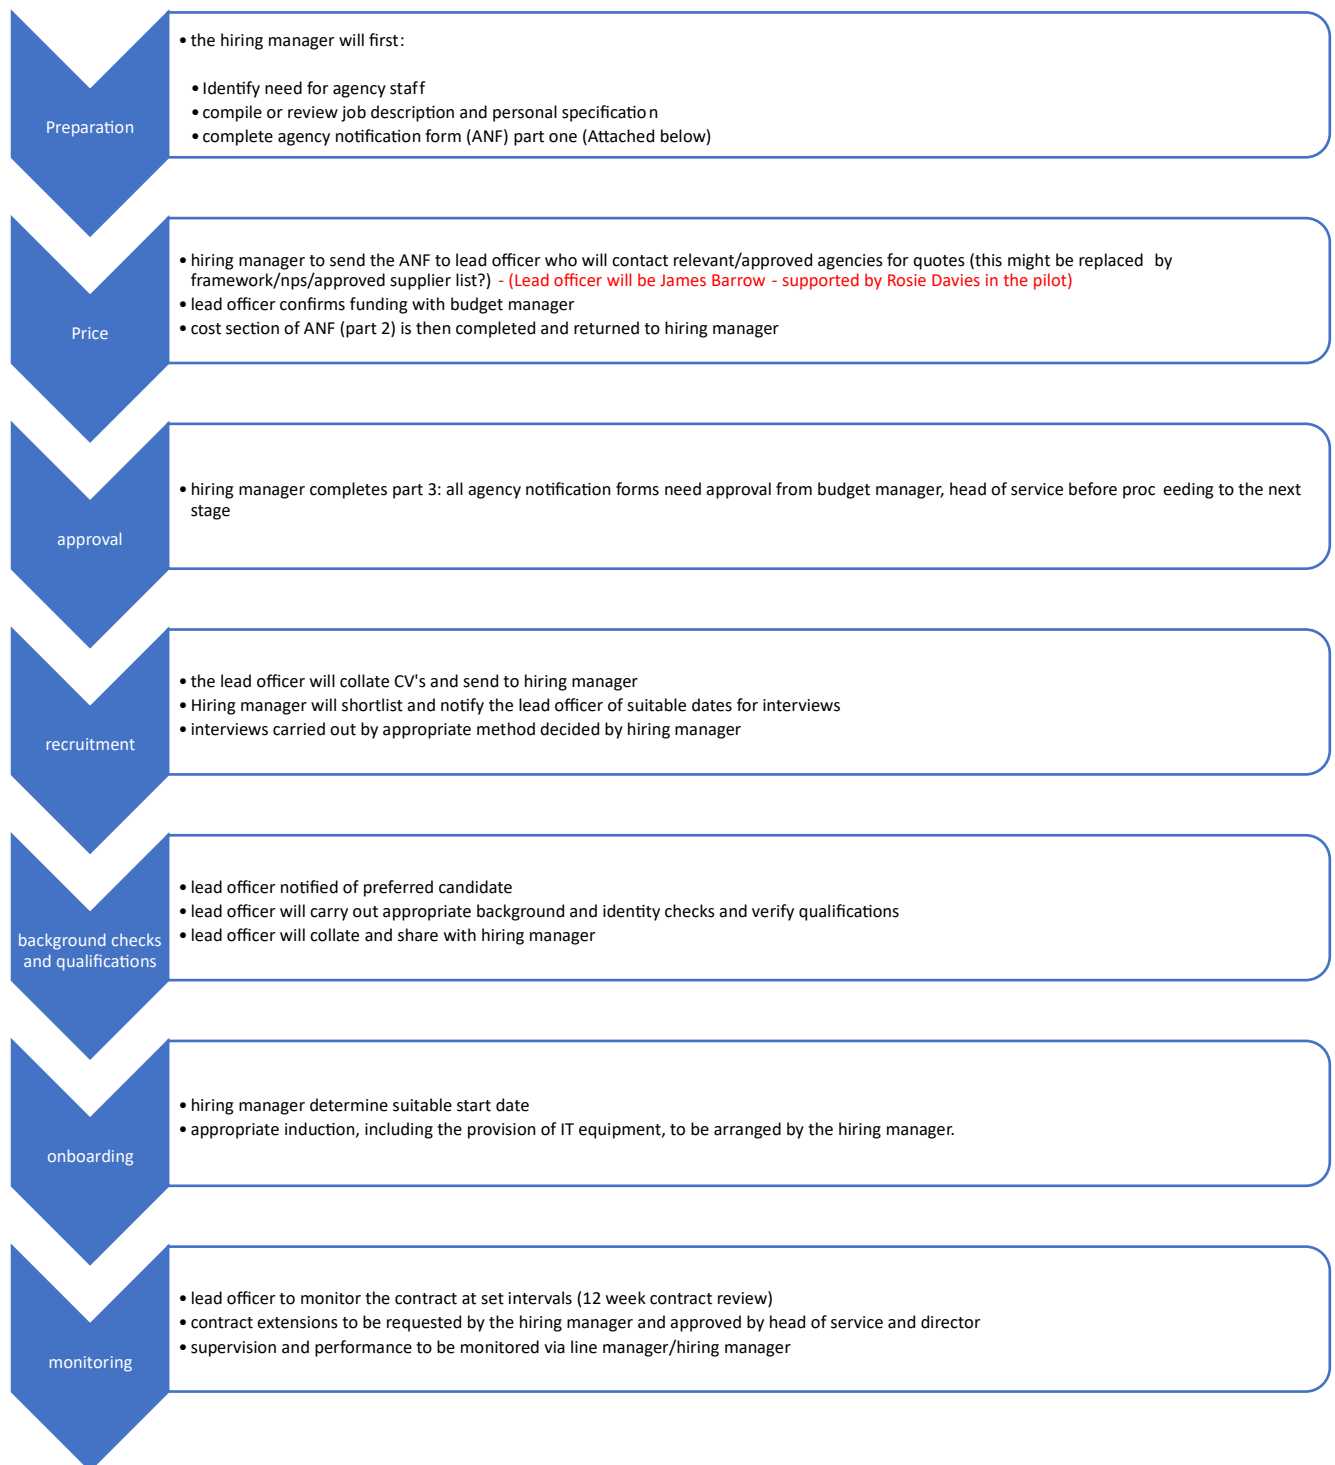 Preparation
• the hiring manager will first:
• Identify need for agency staff
• compile or review job description and personal specification
• complete agency notification form (ANF) part one (Attached below)
Price
• hiring manager to send the ANF to lead officer who will contact relevant/approved agencies for quotes (this might be replaced by
framework/nps/approved supplier list?) - (Lead officer will be James Barrow - supported by Rosie Davies in the pilot)
• lead officer confirms funding with budget manager
• cost section of ANF (part 2) is then completed and returned to hiring manager
approval
• hiring manager completes part 3: all agency notification forms need approval from budget manager, head of service before proc eeding to the next
stage
recruitment
• the lead officer will collate CV's and send to hiring manager
• Hiring manager will shortlist and notify the lead officer of suitable dates for interviews
• interviews carried out by appropriate method decided by hiring manager
background checks
and qualifications
• lead officer notified of preferred candidate
• lead officer will carry out appropriate background and identity checks and verify qualifications
• lead officer will collate and share with hiring manager
onboarding
• hiring manager determine suitable start date
• appropriate induction, including the provision of IT equipment, to be arranged by the hiring manager.
monitoring
• lead officer to monitor the contract at set intervals (12 week contract review)
• contract extensions to be requested by the hiring manager and approved by head of service and director
• supervision and performance to be monitored via line manager/hiring manager